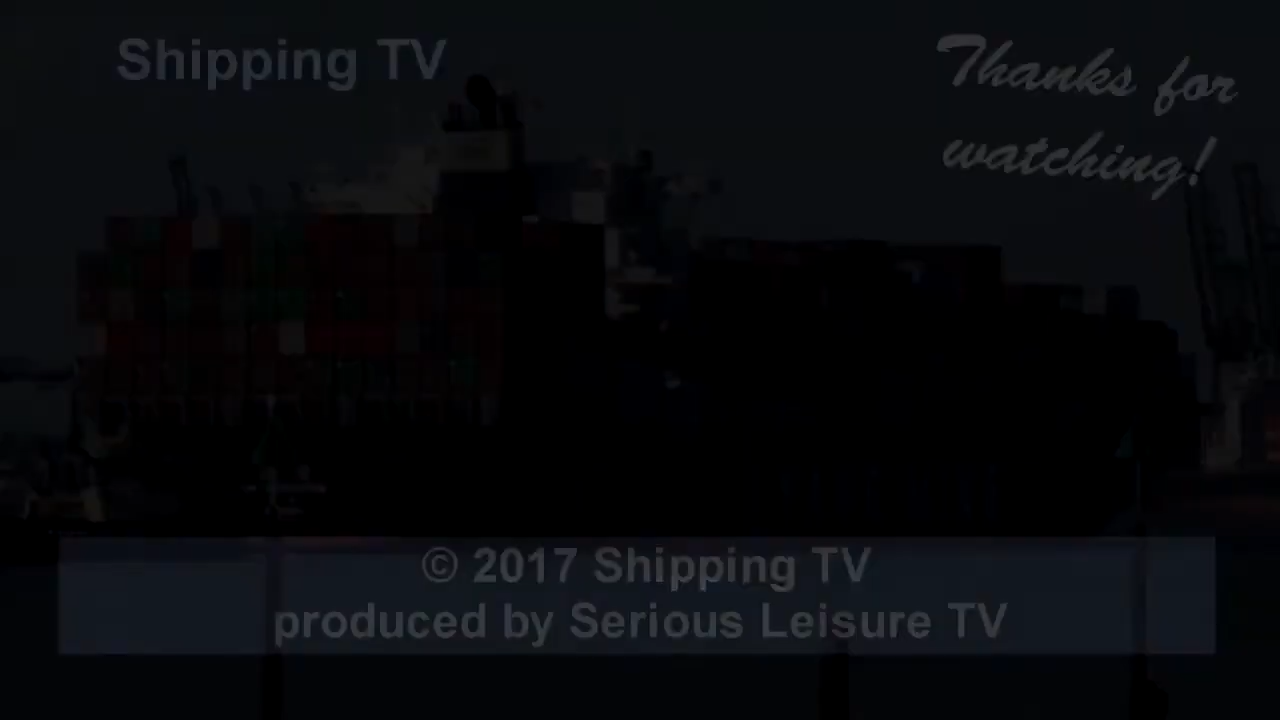 Shipping TV
Thanks for
watching!
© 2017 Shipping TV
produced by Serious Leisure TV